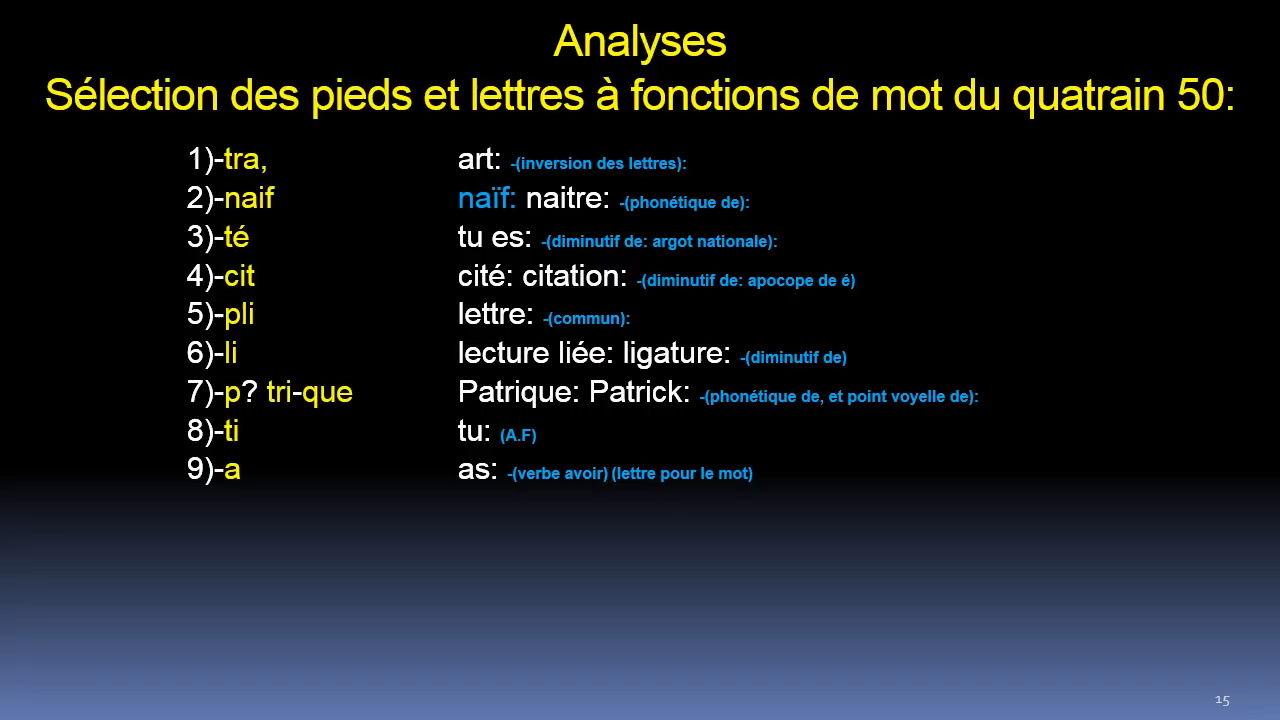 Analyses
Sélection des pieds et lettres à fonctions de mot du quatrain 50:
1)-tra, art: -(inversion des lettres):
2)-naif naïf: naitre: -(phonétique de):
3)-té tu es: -(diminutif de: argot nationale):
4)-cit cité: citation: -(diminutif de: apocope de é)
5)-pli lettre: -(commun):
6)-li lecture liée: ligature: -(diminutif de)
7)-p? tri-que Patrique: Patrick: -(phonétique de, et point voyelle de):
8)-ti tu: (A.F)
9)-a as: -(verbe avoir) (lettre pour le mot)
15